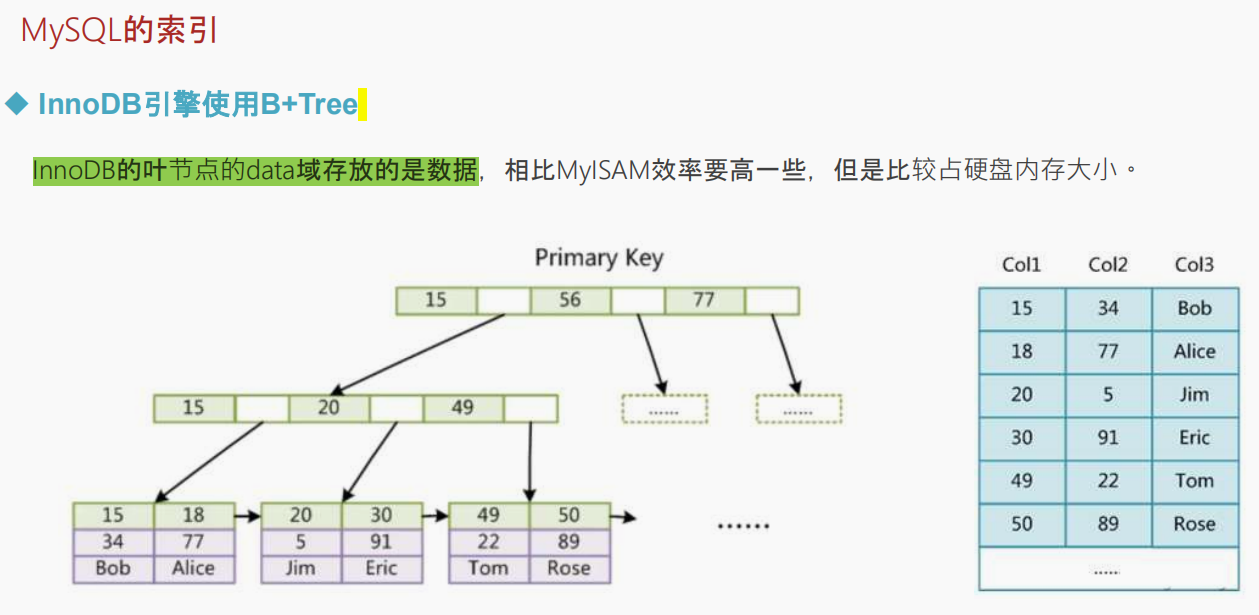 MySQL的索引
◆ InnoDB引擎使用B+Tree
InnoDB的叶节点的data域存放的是数据，相比MyISAM效率要高一些，但是比较占硬盘内存大小。
Primary Key
15 56 77
15 20 49
...... ......
15 18 20 30 49 50
34 77 5 91 22 89
Bob Alice Jim Eric Tom Rose
......
Col1 Col2 Col3
15 34 Bob
18 77 Alice
20 5 Jim
30 91 Eric
49 22 Tom
50 89 Rose
......